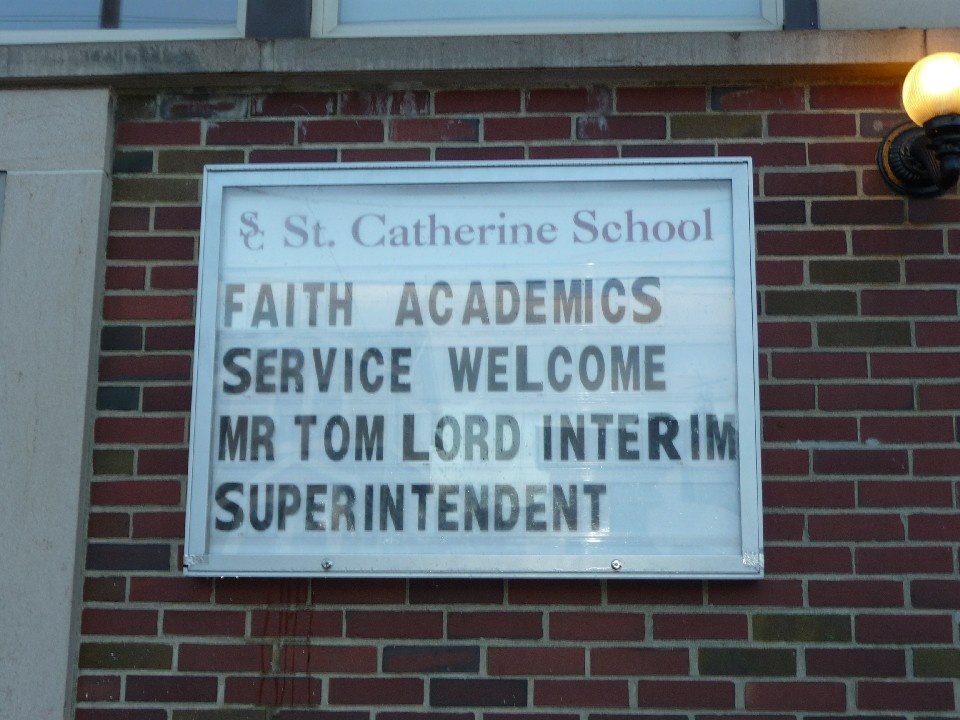 SC St. Catherine School
FAITH ACADEMICS
SERVICE WELCOME
MR TOM LORD INTERIM
SUPERINTENDENT